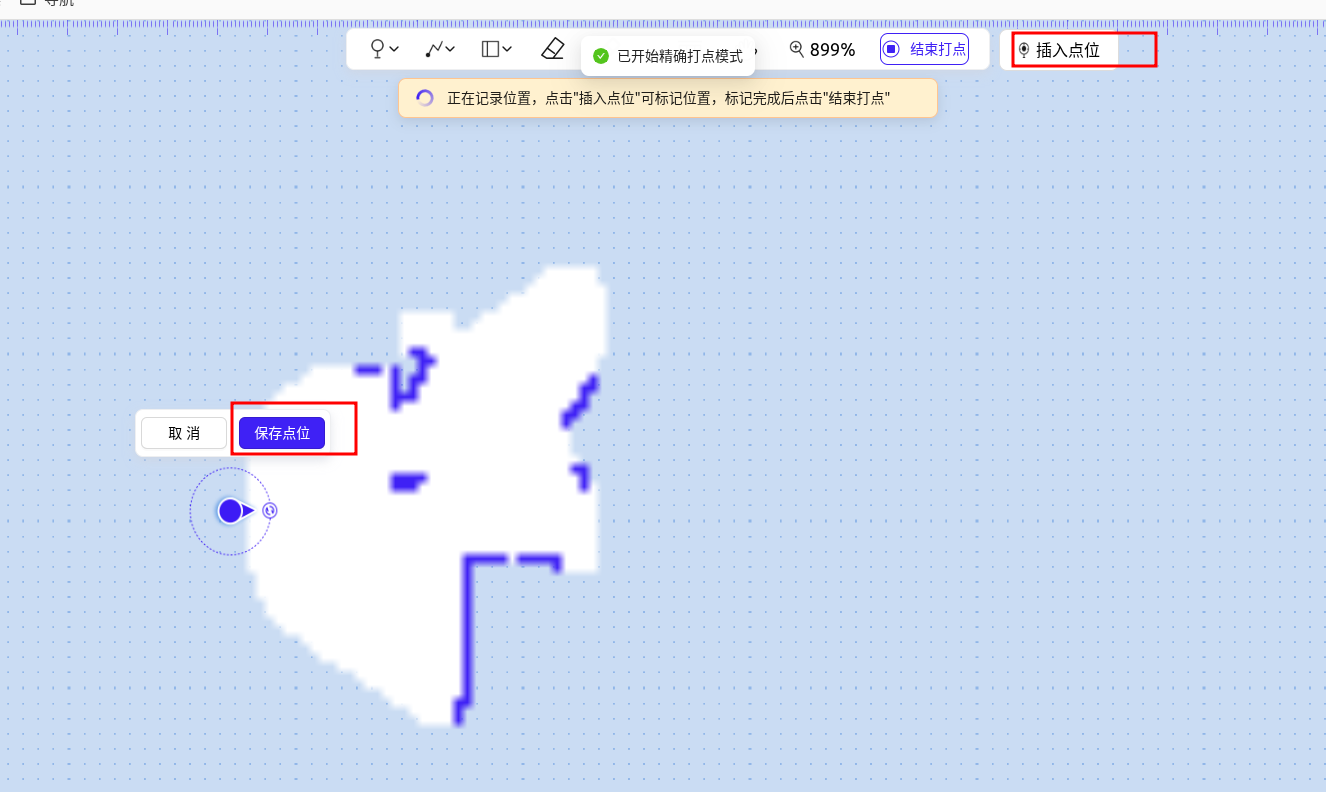 导航
899%
结束打点
插入点位
已开始精确打点模式
正在记录位置，点击"插入点位"可标记位置，标记完成后点击"结束打点"
取 消
保存点位